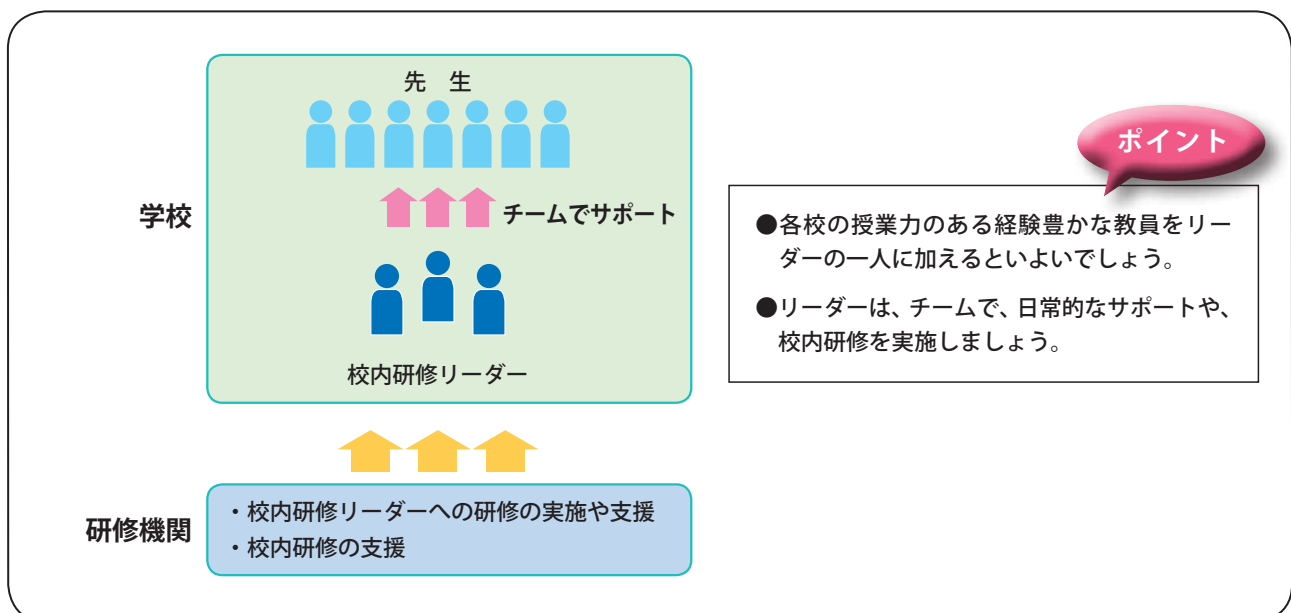 先　生
学校
チームでサポート
校内研修リーダー
研修機関
・校内研修リーダーへの研修の実施や支援
・校内研修の支援
ポイント
●各校の授業力のある経験豊かな教員をリー
ダーの一人に加えるといよいでしょう。
●リーダーは、チームで、日常的なサポートや、
校内研修を実施しましょう。